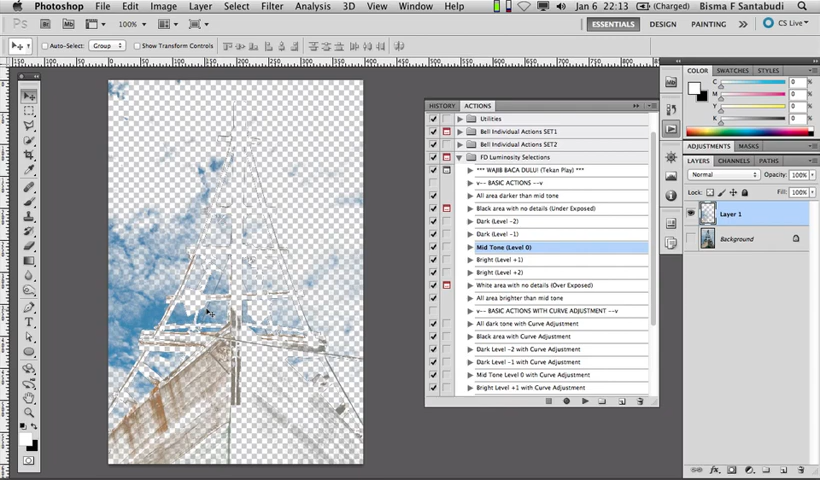 Photoshop File Edit Image Layer Select Filter Analysis 3D View Window Help Jan 6 22:13 (Charged) Bisma F Santabudi
Ps Br Mb 100% ESSENTIALS DESIGN PAINTING CS Live
Auto-Select: Group Show Transform Controls
HISTORY ACTIONS
Utilities
Bell Individual Actions SET1
Bell Individual Actions SET2
FD Luminosity Selections
*** WAJIB BACA DULU! (Tekan Play) ***
v-- BASIC ACTIONS --v
All area darker than mid tone
Black area with no details (Under Exposed)
Dark (Level -2)
Dark (Level -1)
Mid Tone (Level 0)
Bright (Level +1)
Bright (Level +2)
White area with no details (Over Exposed)
All area brighter than mid tone
v-- BASIC ACTIONS WITH CURVE ADJUSTMENT --v
All dark tone with Curve Adjustment
Black area with Curve Adjustment
Dark Level -2 with Curve Adjustment
Dark Level -1 with Curve Adjustment
Mid Tone Level 0 with Curve Adjustment
Bright Level +1 with Curve Adjustment
COLOR SWATCHES STYLES
C 0 %
M 0 %
Y 0 %
ADJUSTMENTS MASKS
LAYERS CHANNELS PATHS
Normal Opacity: 100%
Lock: Fill: 100%
Layer 1
Background